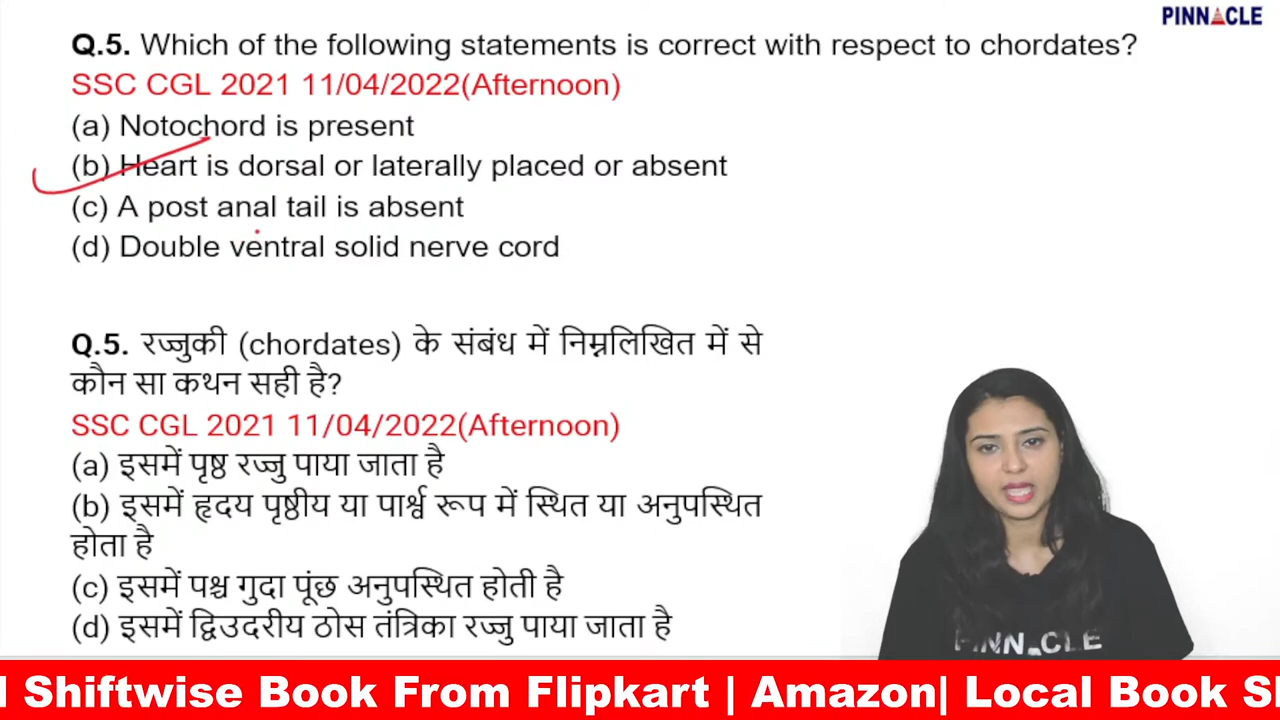 PINNACLE
Q.5. Which of the following statements is correct with respect to chordates?
SSC CGL 2021 11/04/2022(Afternoon)
(a) Notochord is present
(b) Heart is dorsal or laterally placed or absent
(c) A post anal tail is absent
(d) Double ventral solid nerve cord
Q.5. रज्जुकी (chordates) के संबंध में निम्नलिखित में से
कौन सा कथन सही है?
SSC CGL 2021 11/04/2022(Afternoon)
(a) इसमें पृष्ठ रज्जु पाया जाता है
(b) इसमें हृदय पृष्ठीय या पार्श्व रूप में स्थित या अनुपस्थित
होता है
(c) इसमें पश्च गुदा पूंछ अनुपस्थित होती है
(d) इसमें द्विउदरीय ठोस तंत्रिका रज्जु पाया जाता है
PINNACLE
Shiftwise Book From Flipkart | Amazon| Local Book